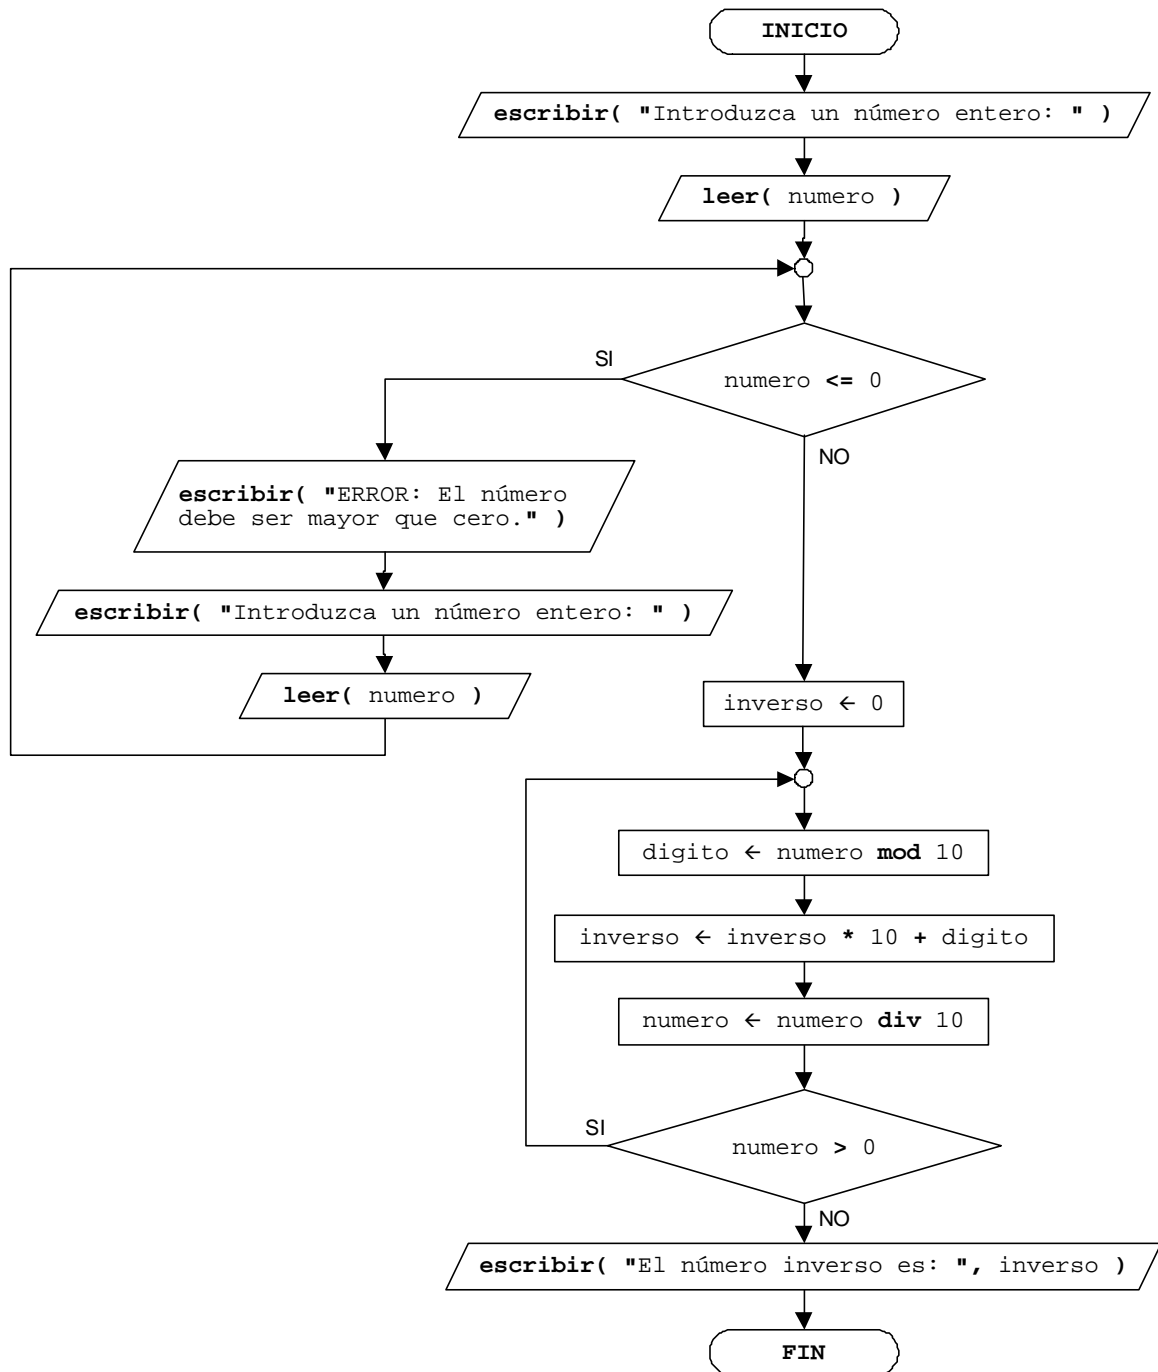 INICIO
escribir( "Introduzca un número entero: " )
leer( numero )
SI
numero <= 0
NO
escribir( "ERROR: El número
debe ser mayor que cero." )
escribir( "Introduzca un número entero: " )
leer( numero )
inverso ← 0
digito ← numero mod 10
inverso ← inverso * 10 + digito
numero ← numero div 10
SI
numero > 0
NO
escribir( "El número inverso es: ", inverso )
FIN